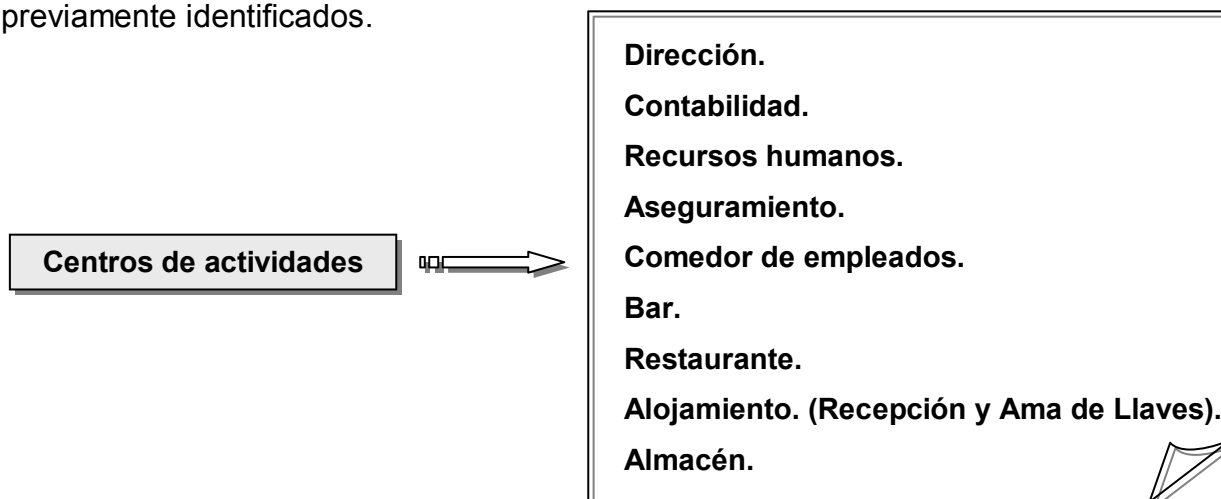 previamente identificados.
Centros de actividades
Dirección.
Contabilidad.
Recursos humanos.
Aseguramiento.
Comedor de empleados.
Bar.
Restaurante.
Alojamiento. (Recepción y Ama de Llaves).
Almacén.